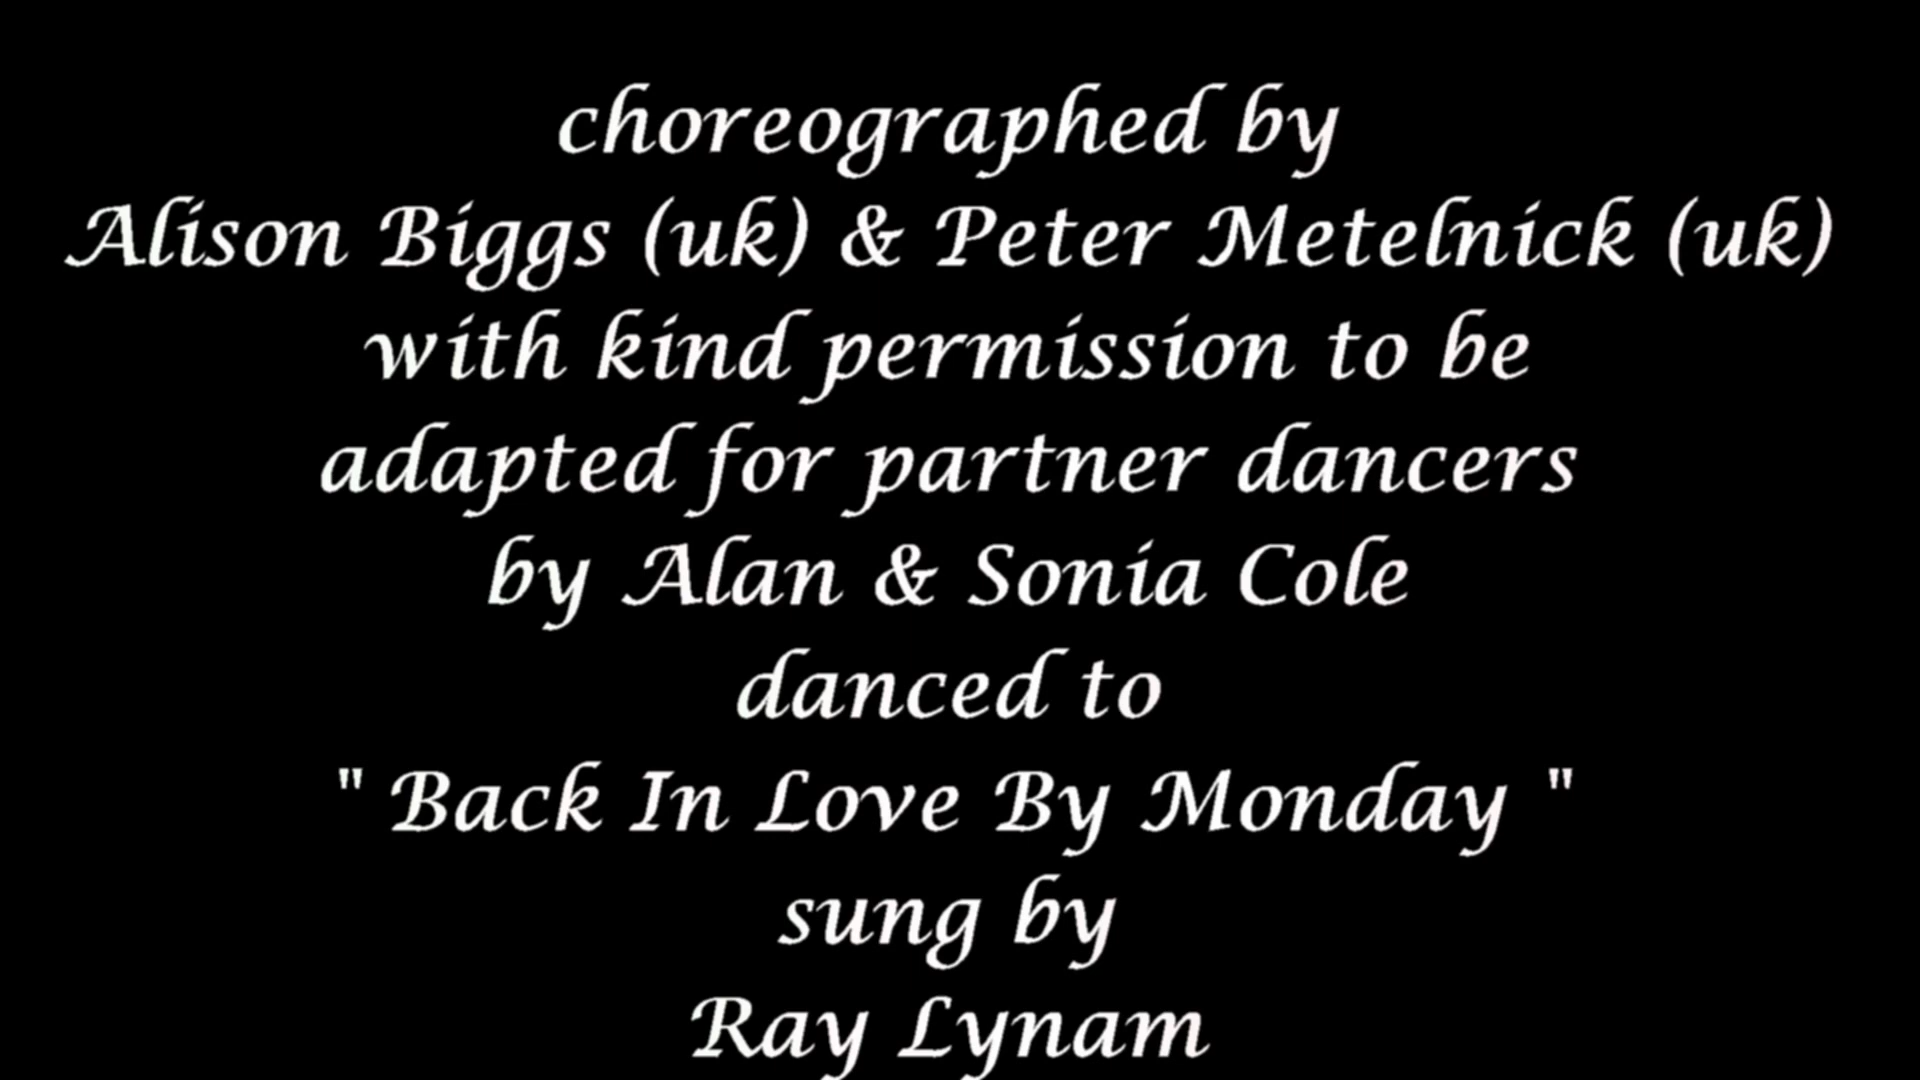 choreographed by
Alison Biggs (uk) & Peter Metelnick (uk)
with kind permission to be
adapted for partner dancers
by Alan & Sonia Cole
danced to
" Back In Love By Monday "
sung by
Ray Lynam